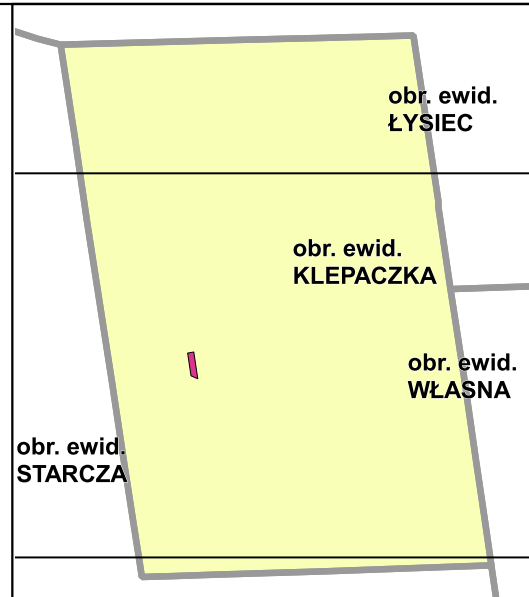 obr. ewid.
ŁYSIEC
obr. ewid.
KLEPACZKA
obr. ewid.
WŁASNA
obr. ewid.
STARCZA